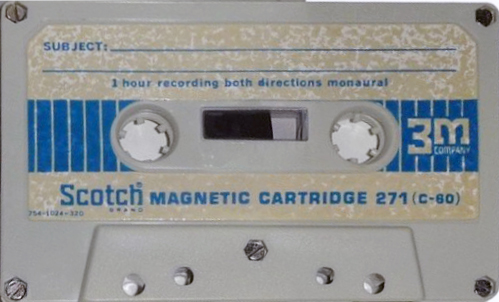 SUBJECT:
1 hour recording both directions monaural
3M
COMPANY
Scotch® MAGNETIC CARTRIDGE 271 (C-60)
BRAND
754-1024-320